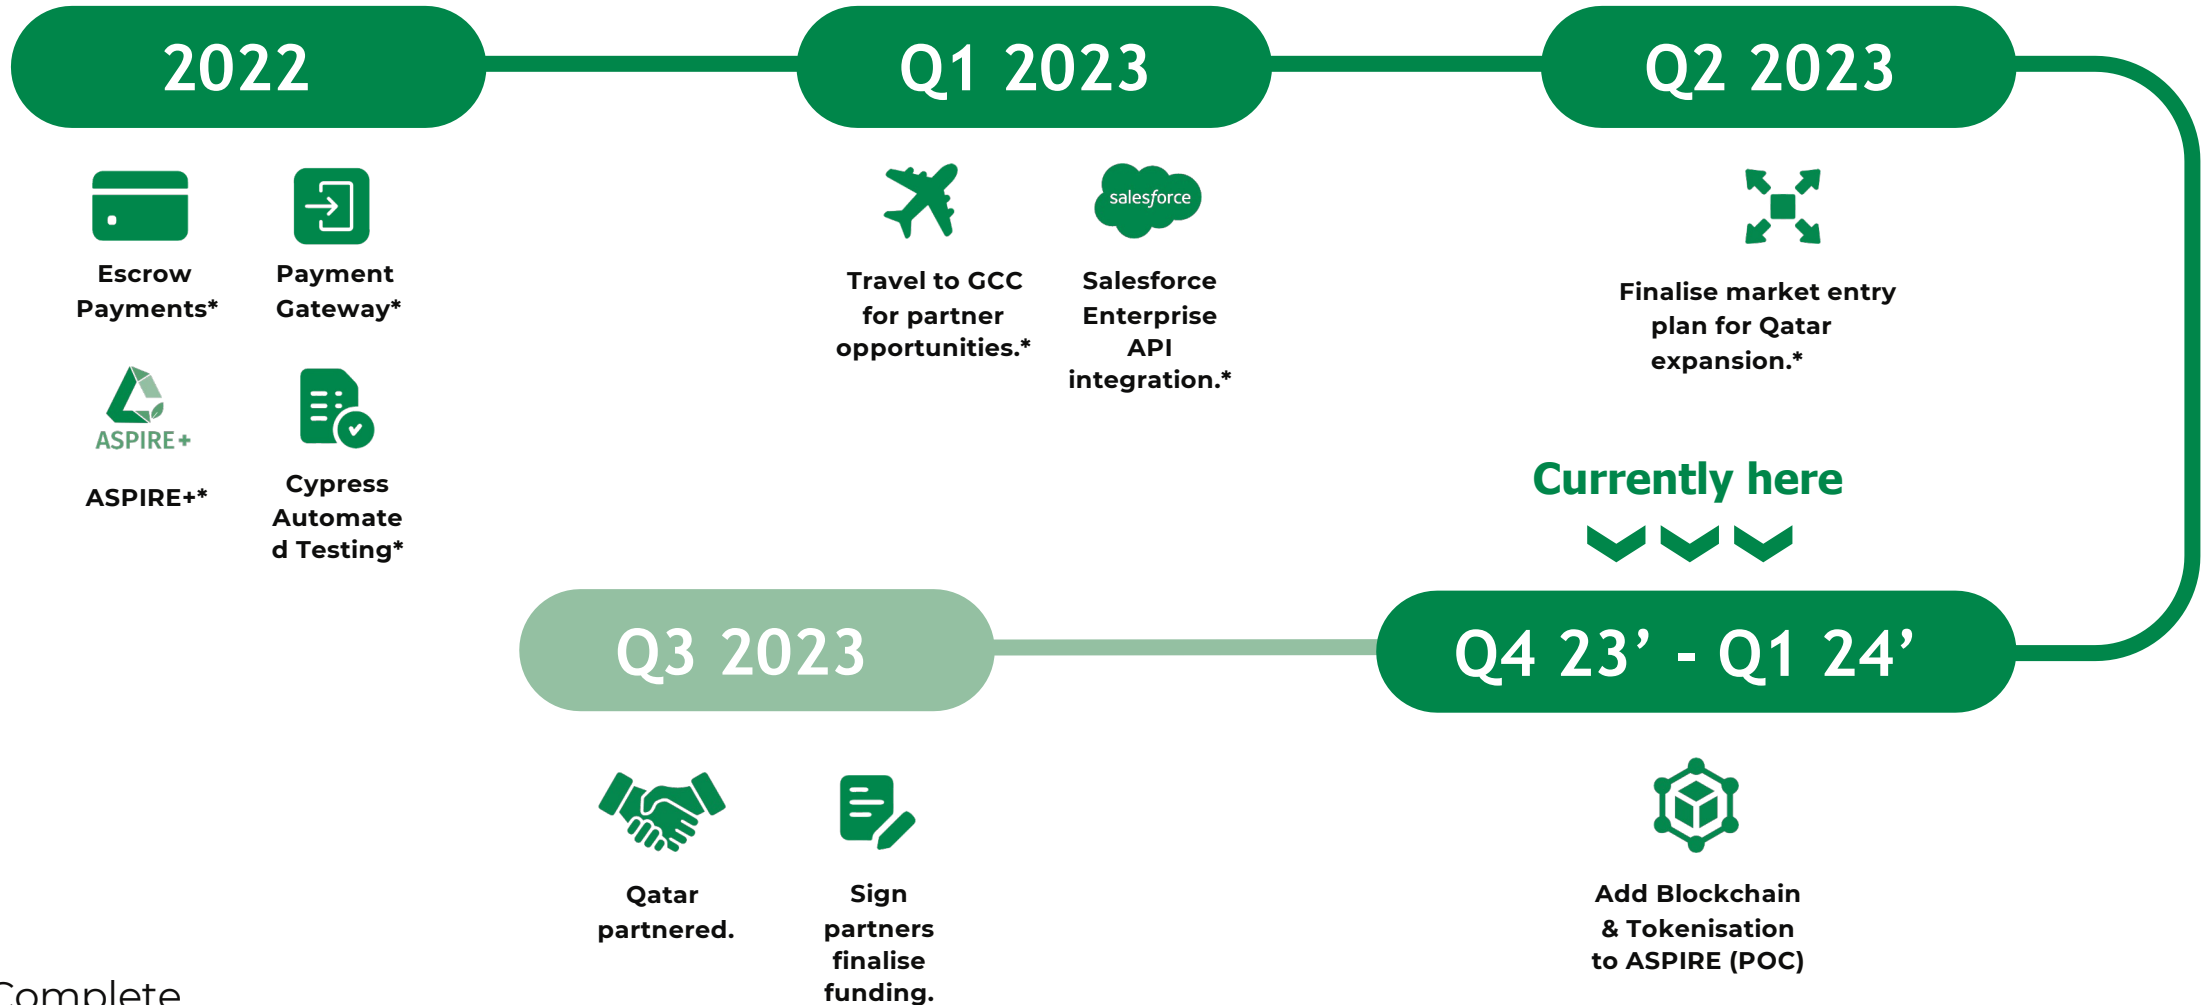 2022
Q1 2023
Q2 2023
Escrow
Payments*
Payment
Gateway*
ASPIRE+
ASPIRE+*
Cypress
Automate
d Testing*
Travel to GCC
for partner
opportunities.*
salesforce
Salesforce
Enterprise
API
integration.*
Finalise market entry
plan for Qatar
expansion.*
Currently here
Q3 2023
Q4 23’ - Q1 24’
Qatar
partnered.
Sign
partners
finalise
funding.
Add Blockchain
& Tokenisation
to ASPIRE (POC)
Complete